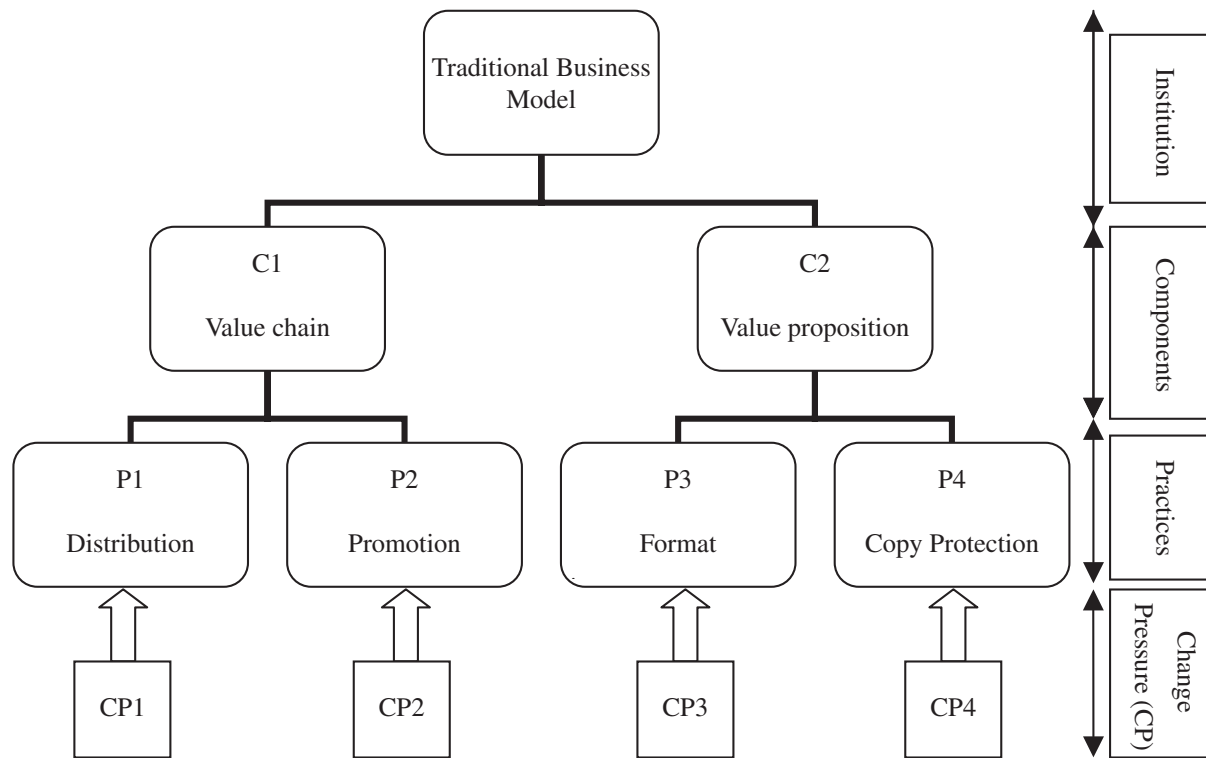 Traditional Business
Model
Institution
C1
Value chain
C2
Value proposition
Components
P1
Distribution
P2
Promotion
P3
Format
P4
Copy Protection
Practices
CP1
CP2
CP3
CP4
Change
Pressure (CP)